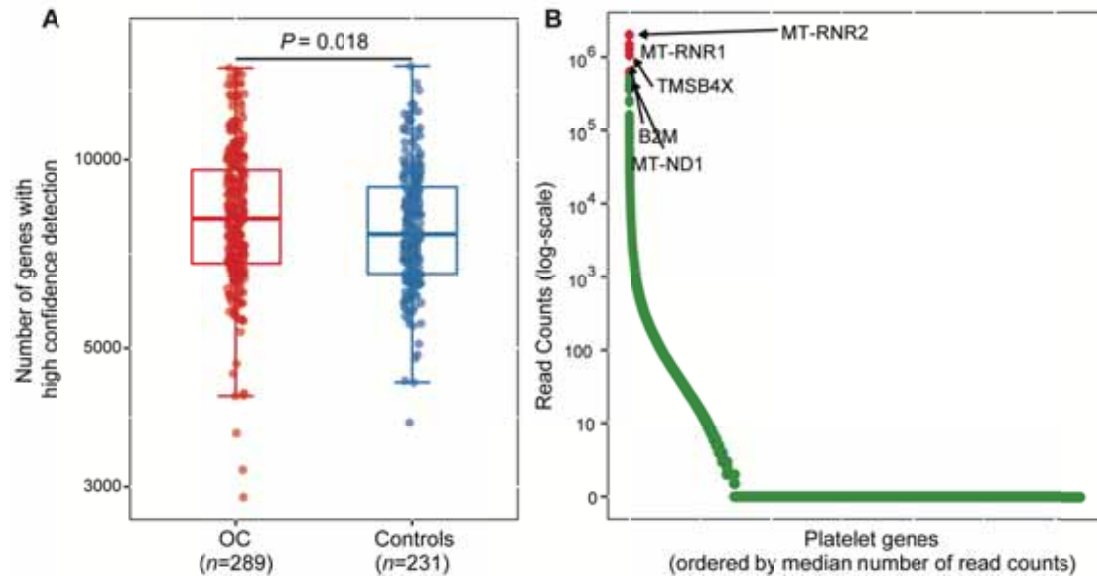 A
P = 0.018
Number of genes with
high confidence detection
10000
5000
3000
OC
(n=289)
Controls
(n=231)
B
MT-RNR2
MT-RNR1
TMSB4X
B2M
MT-ND1
Read Counts (log-scale)
10⁶
10⁵
10⁴
10³
100
10
0
Platelet genes
(ordered by median number of read counts)